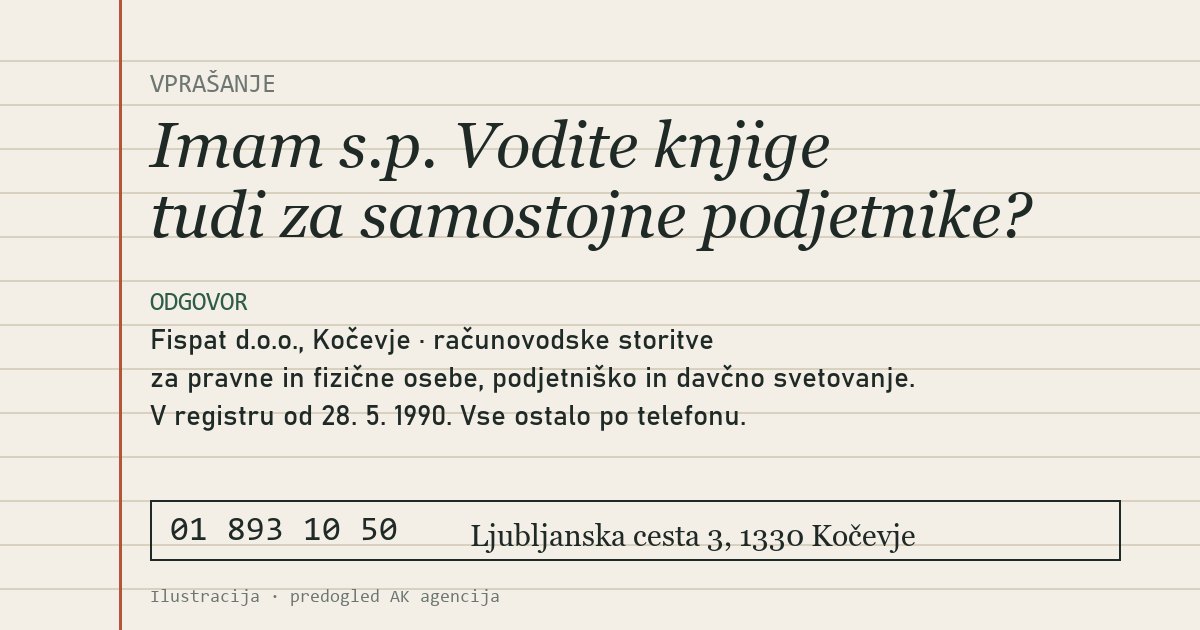 VPRAŠANJE
Imam s.p. Vodite knjige
tudi za samostojne podjetnike?
ODGOVOR
Fispat d.o.o., Kočevje · računovodske storitve
za pravne in fizične osebe, podjetniško in davčno svetovanje.
V registru od 28. 5. 1990. Vse ostalo po telefonu.
01 893 10 50 Ljubljanska cesta 3, 1330 Kočevje
Ilustracija · predogled AK agencija